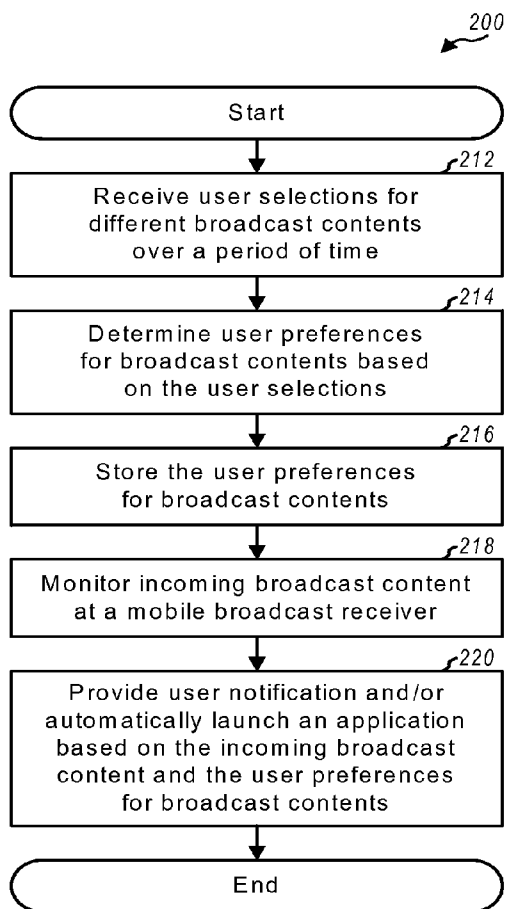 200
Start
212
Receive user selections for
different broadcast contents
over a period of time
214
Determine user preferences
for broadcast contents based
on the user selections
216
Store the user preferences
for broadcast contents
218
Monitor incoming broadcast content
at a mobile broadcast receiver
220
Provide user notification and/or
automatically launch an application
based on the incoming broadcast
content and the user preferences
for broadcast contents
End